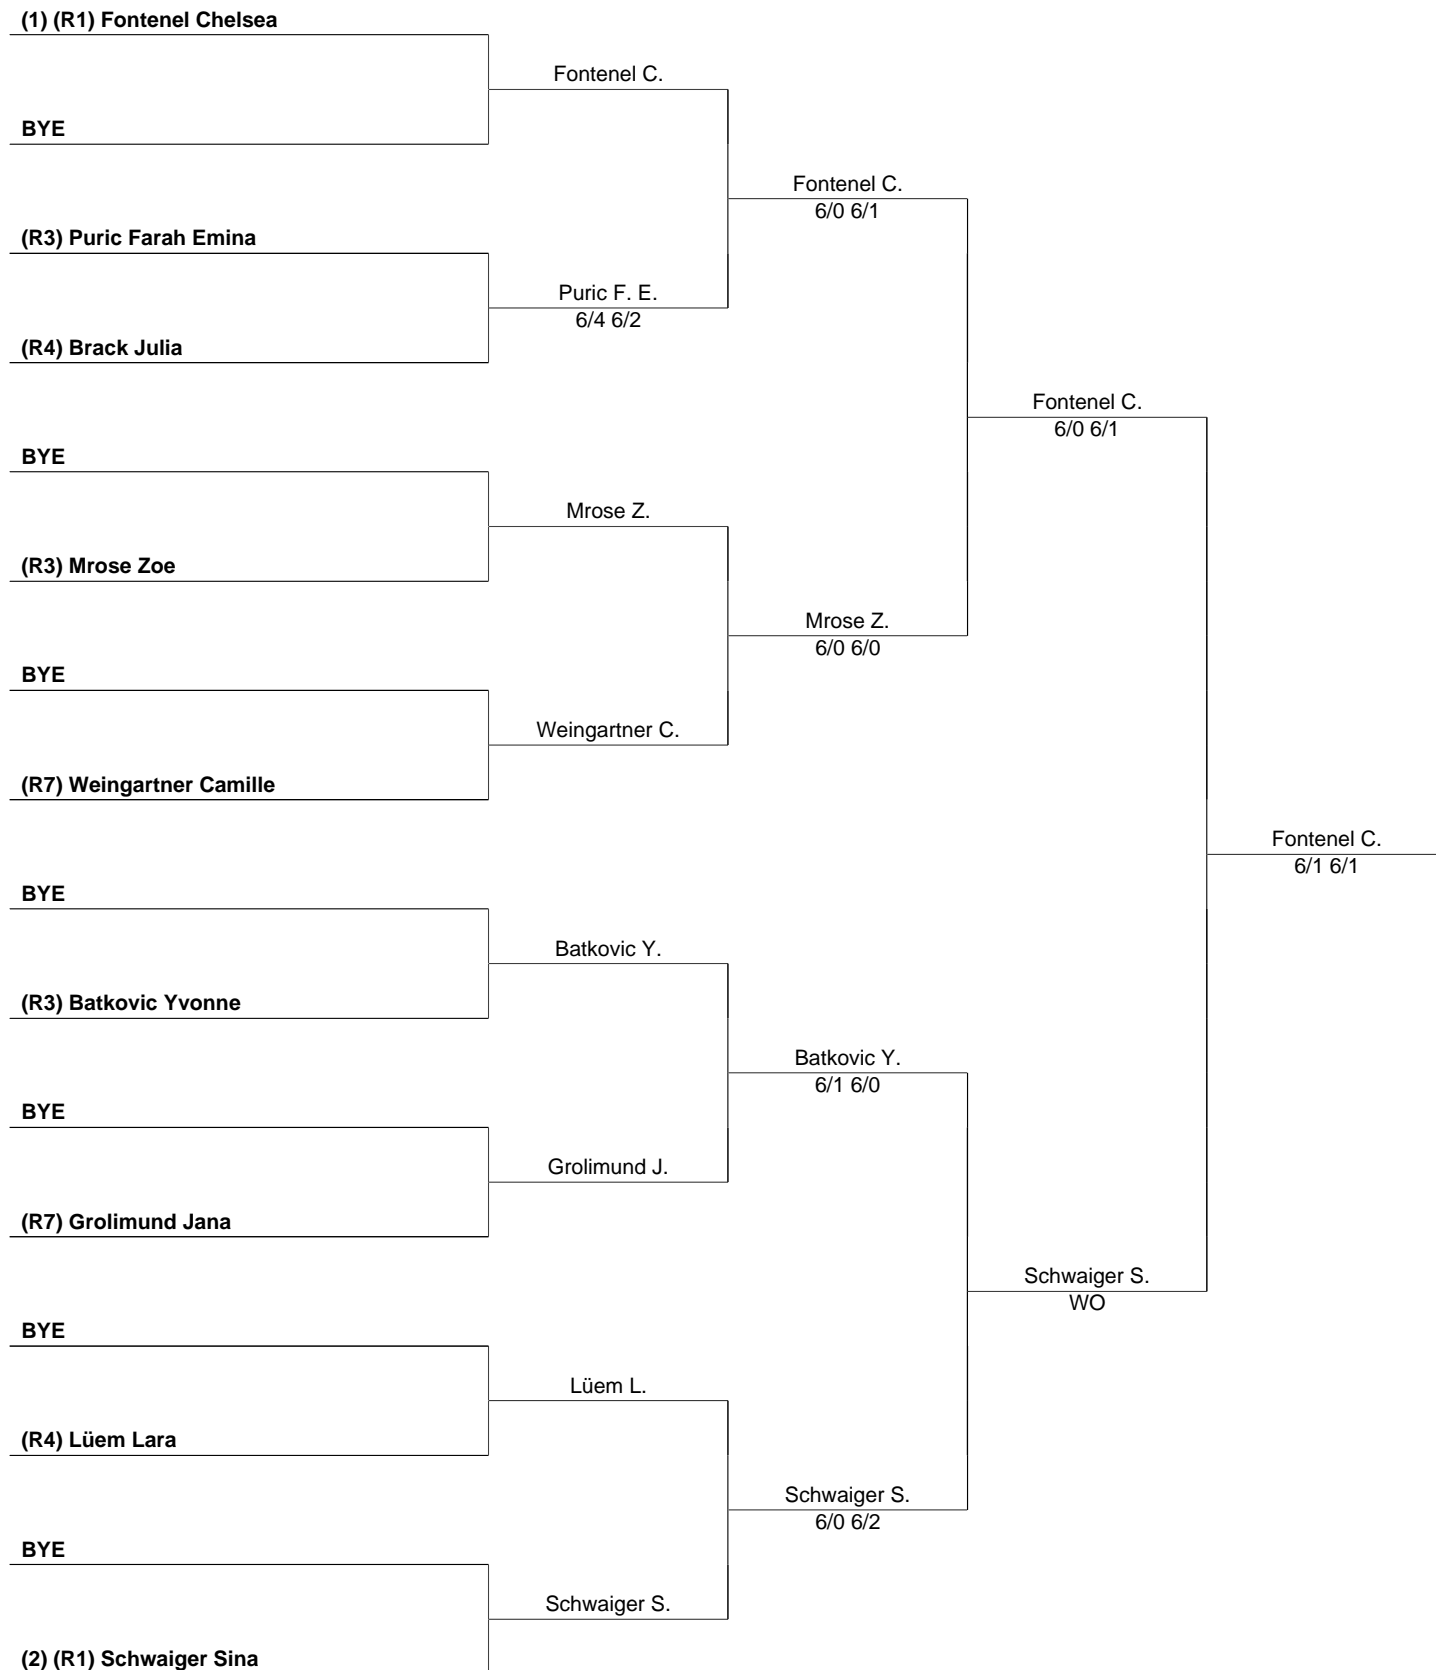 (1) (R1) Fontenel Chelsea
Fontenel C.
BYE
Fontenel C.
6/0 6/1
(R3) Puric Farah Emina
Puric F. E.
6/4 6/2
(R4) Brack Julia
Fontenel C.
6/0 6/1
BYE
Mrose Z.
(R3) Mrose Zoe
Mrose Z.
6/0 6/0
BYE
Weingartner C.
(R7) Weingartner Camille
Fontenel C.
6/1 6/1
BYE
Batkovic Y.
(R3) Batkovic Yvonne
Batkovic Y.
6/1 6/0
BYE
Grolimund J.
(R7) Grolimund Jana
Schwaiger S.
WO
BYE
Lüem L.
(R4) Lüem Lara
Schwaiger S.
6/0 6/2
BYE
Schwaiger S.
(2) (R1) Schwaiger Sina